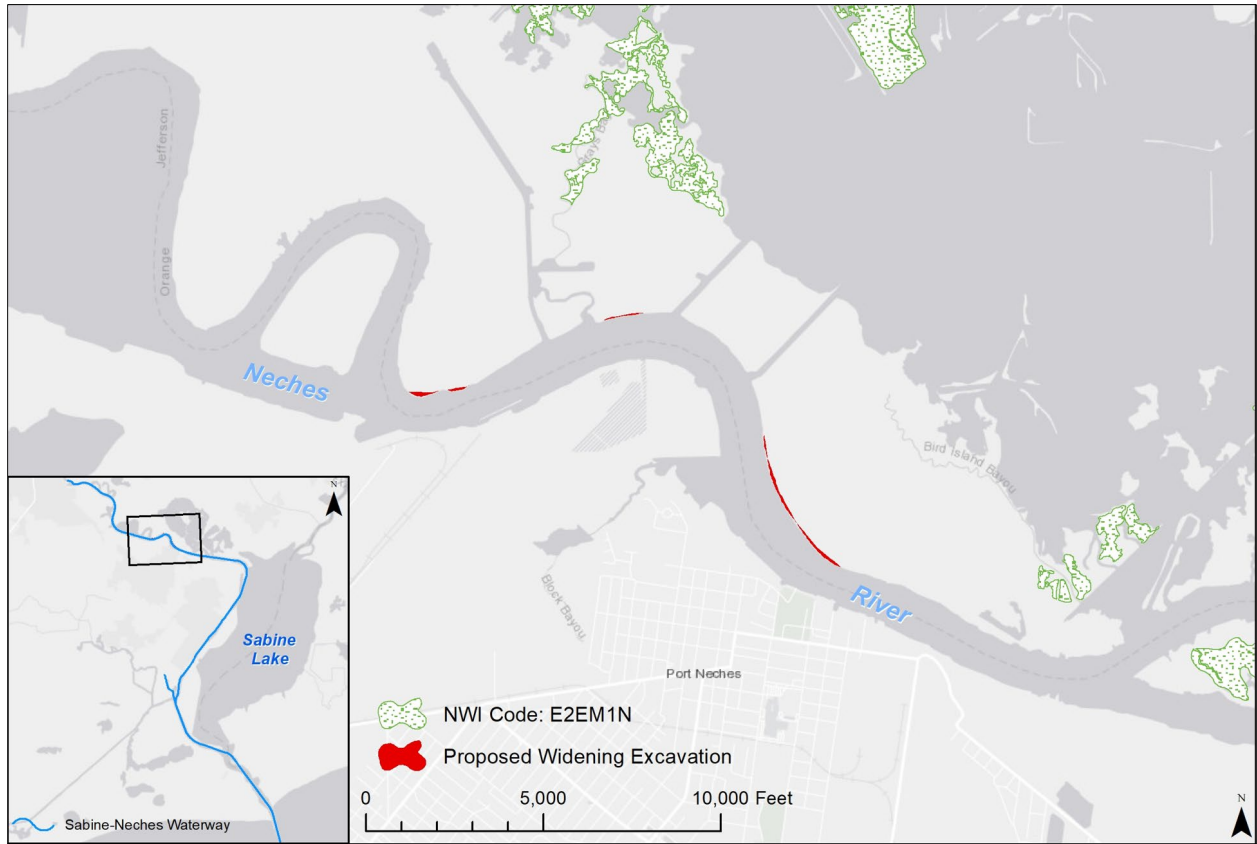 Jefferson
Orange
Neches
Bird Island Bayou
Block Bayou
River
Port Neches
N
Sabine
Lake
Sabine-Neches Waterway
NWI Code: E2EM1N
Proposed Widening Excavation
0
5,000
10,000 Feet
N